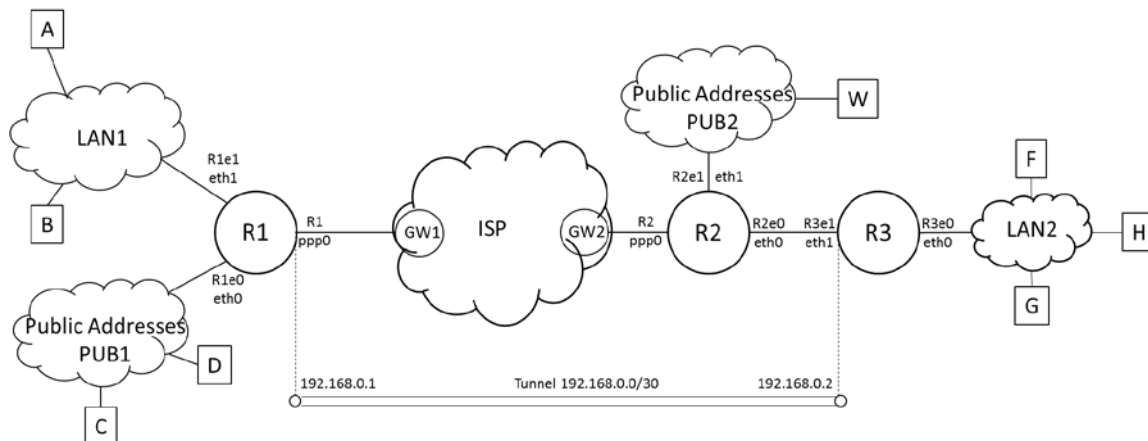 A
LAN1
B
R1e1
eth1
R1
R1
ppp0
R1e0
eth0
Public Addresses
PUB1
D
C
GW1
ISP
GW2
R2
ppp0
Public Addresses
PUB2
W
R2e1
eth1
R2
R2e0
eth0
R3e1
eth1
R3
R3e0
eth0
F
LAN2
H
G
192.168.0.1
Tunnel 192.168.0.0/30
192.168.0.2